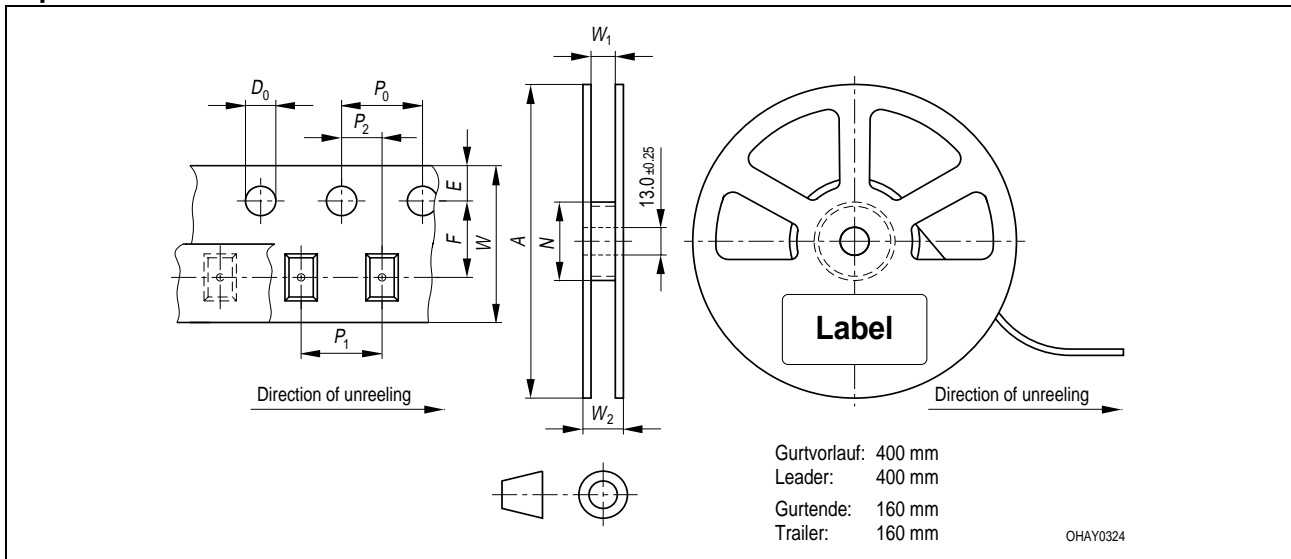 W1
D0
P0
P2
E
F
W
A
N
13.0 ±0.25
P1
Label
Direction of unreeling
W2
Direction of unreeling
Gurtvorlauf: 400 mm
Leader: 400 mm
Gurtende: 160 mm
Trailer: 160 mm
OHAY0324